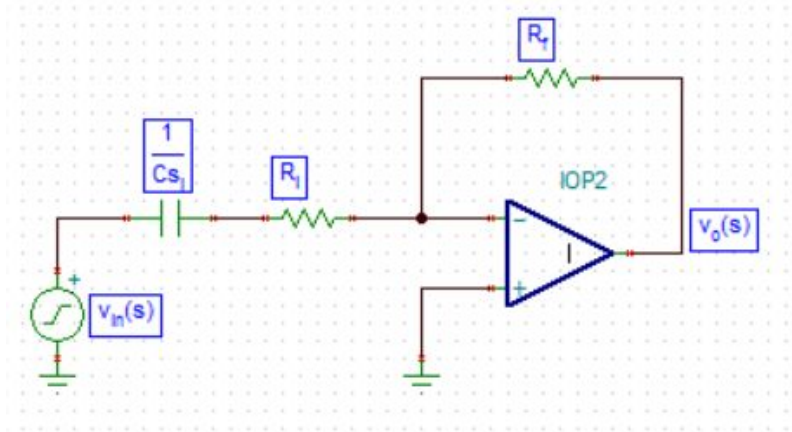 R_f
1
Cs_i
R_i
IOP2
v_o(s)
v_in(s)